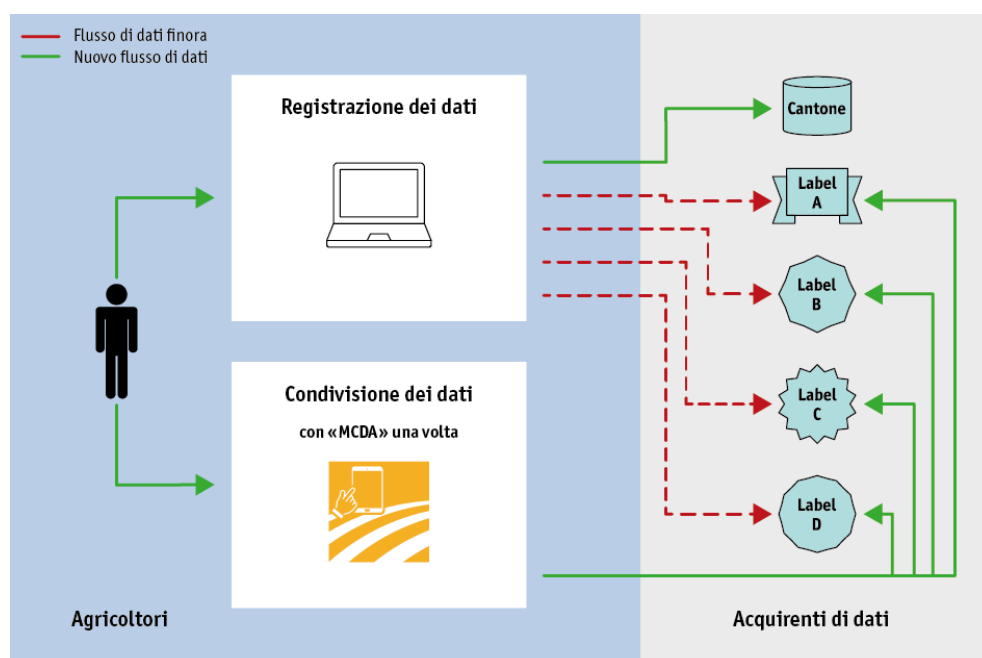 Flusso di dati finora
Nuovo flusso di dati
Registrazione dei dati
Cantone
Label
A
Label
B
Condivisione dei dati
con «MCDA» una volta
Label
C
Label
D
Agricoltori
Acquirenti di dati